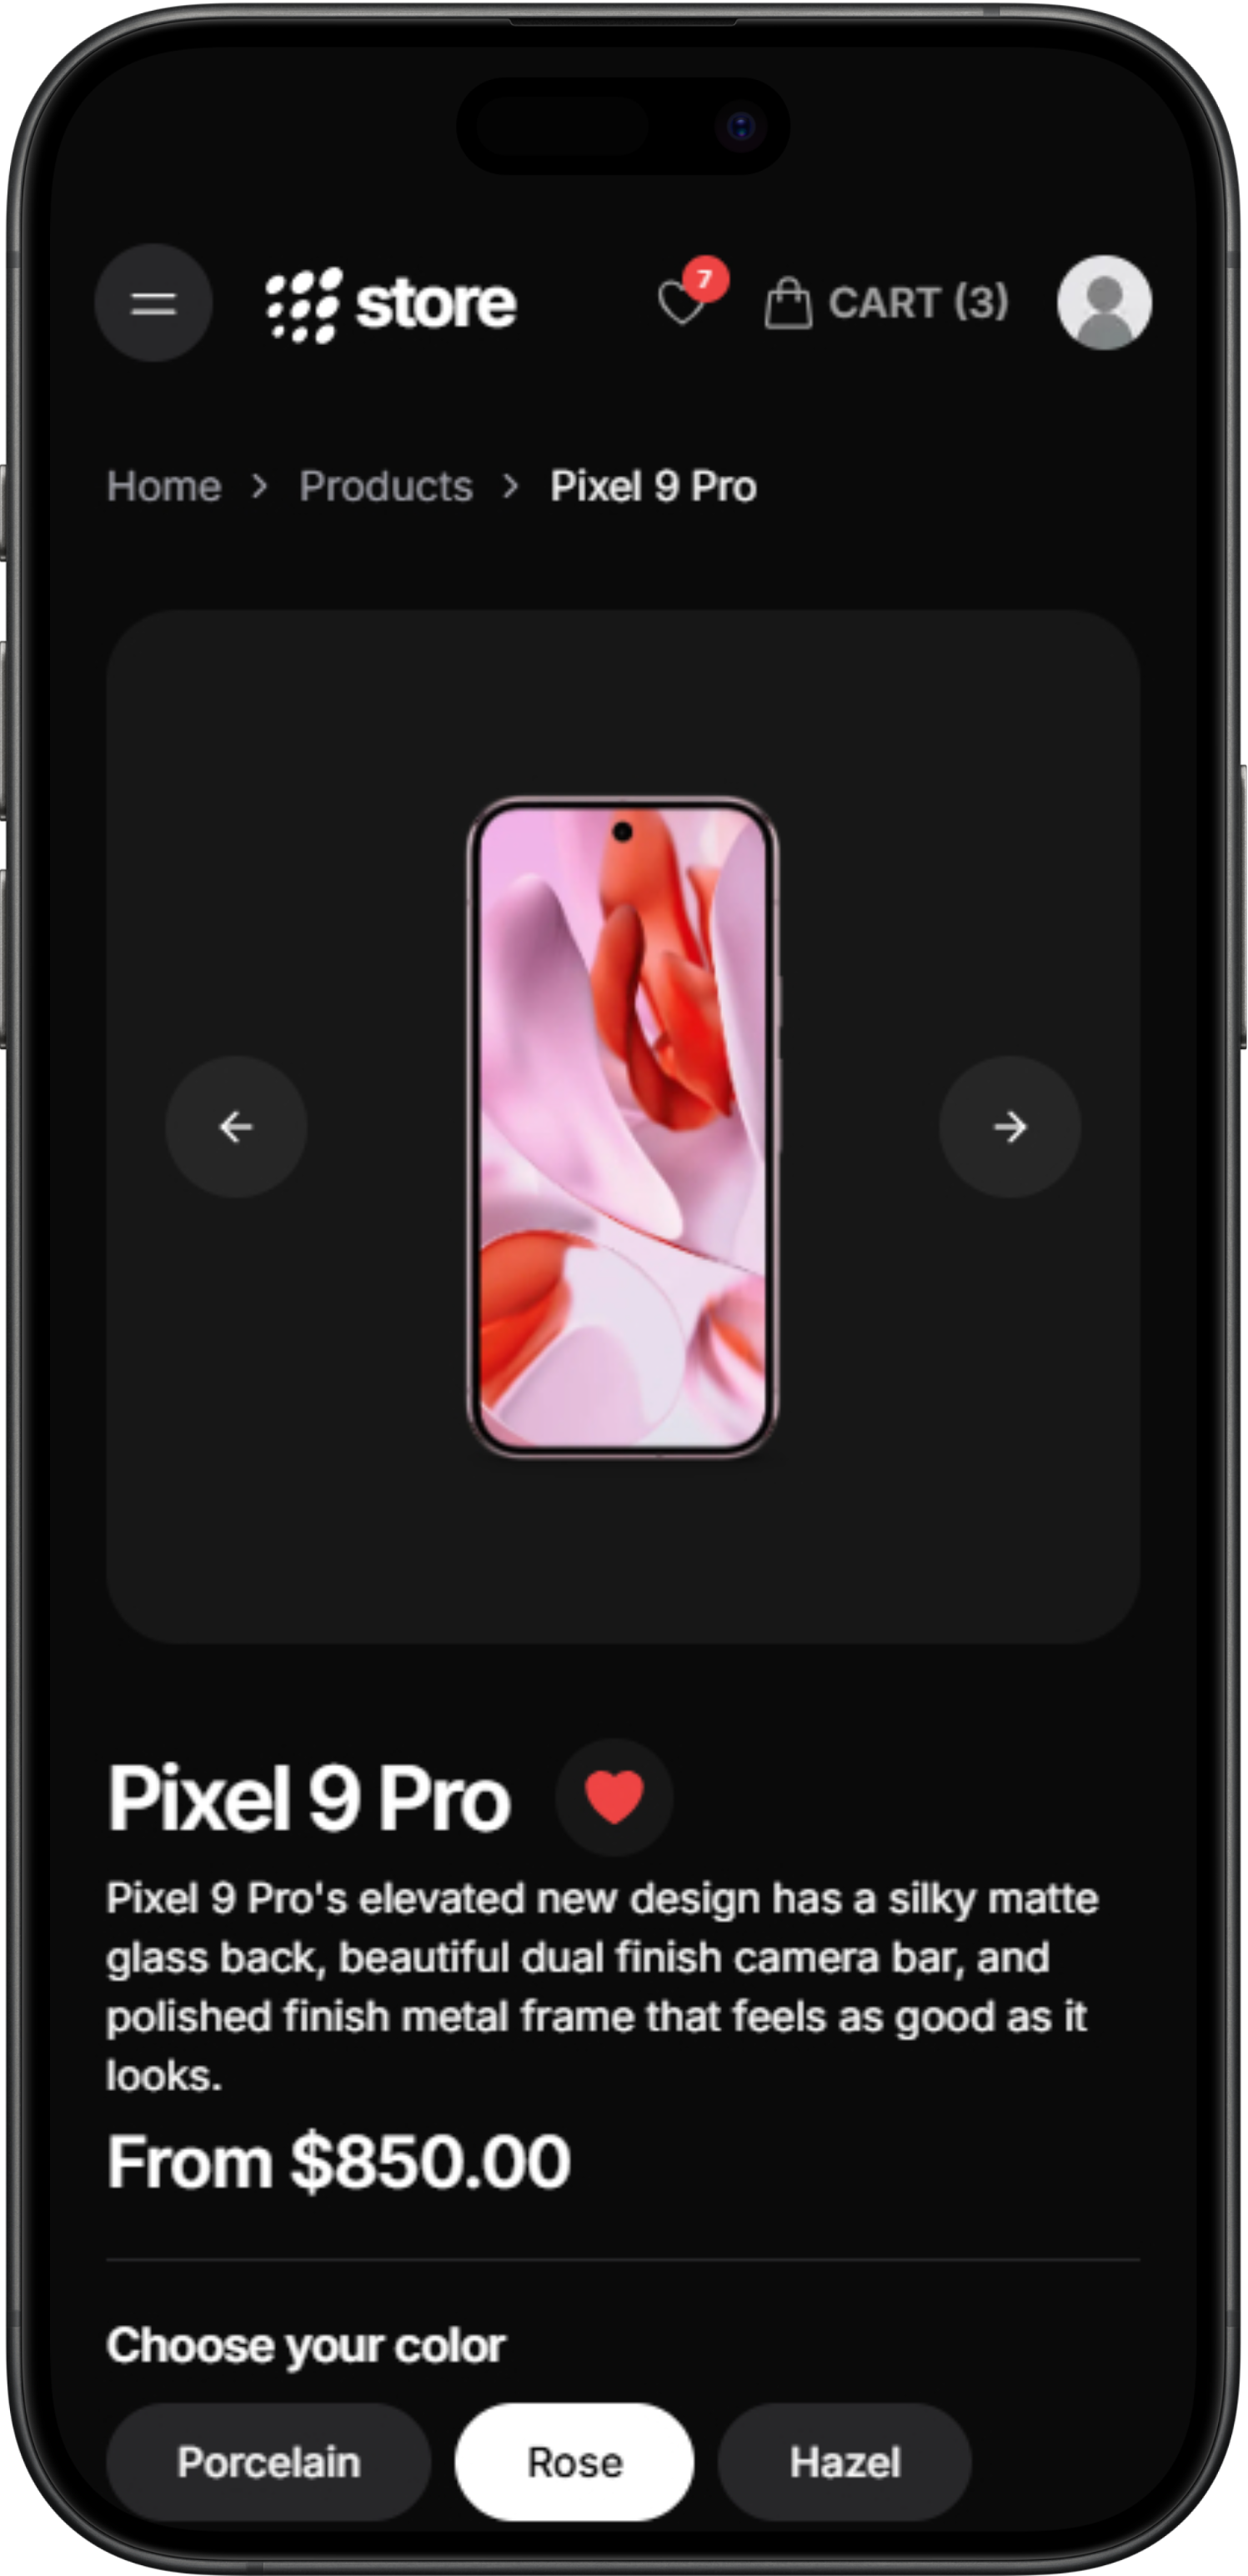 store
7
CART (3)
Home > Products > Pixel 9 Pro
Pixel 9 Pro
Pixel 9 Pro's elevated new design has a silky matte
glass back, beautiful dual finish camera bar, and
polished finish metal frame that feels as good as it
looks.
From $850.00
Choose your color
Porcelain
Rose
Hazel